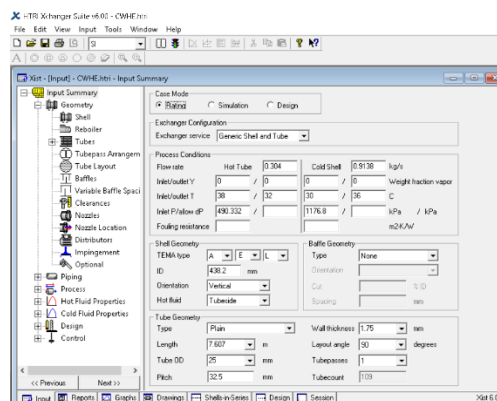 HTRI Xchanger Suite v6.00 - CWHE.htri
File Edit View Input Tools Window Help
SI
Xist - [Input] - CWHE.htri - Input Summary
Input Summary
Geometry
Shell
Reboiler
Tubes
Tubepass Arrangem
Tube Layout
Baffles
Variable Baffle Spaci
Clearances
Nozzles
Nozzle Location
Distributors
Impingement
Optional
Piping
Process
Hot Fluid Properties
Cold Fluid Properties
Design
Control
<< Previous Next >>
Case Mode
Rating Simulation Design
Exchanger Configuration
Exchanger service Generic Shell and Tube
Process Conditions
Flow rate Hot Tube 0.304 Cold Shell 0.9138 kg/s
Inlet/outlet Y 0 / 0 0 / 0 Weight fraction vapor
Inlet/outlet T 38 / 32 30 / 36 C
Inlet P/allow dP 490.332 / 1176.8 / kPa / kPa
Fouling resistance m2-K/W
Shell Geometry
TEMA type A E L
ID 438.2 mm
Orientation Vertical
Hot fluid Tubeside
Baffle Geometry
Type None
Orientation
Cut % ID
Spacing mm
Tube Geometry
Type Plain Wall thickness 1.75 mm
Length 7.607 m Layout angle 90 degrees
Tube OD 25 mm Tubepasses 1
Pitch 32.5 mm Tubecount 109
Input Reports Graphs Drawings Shells-in-Series Design Session
Xist 6.0